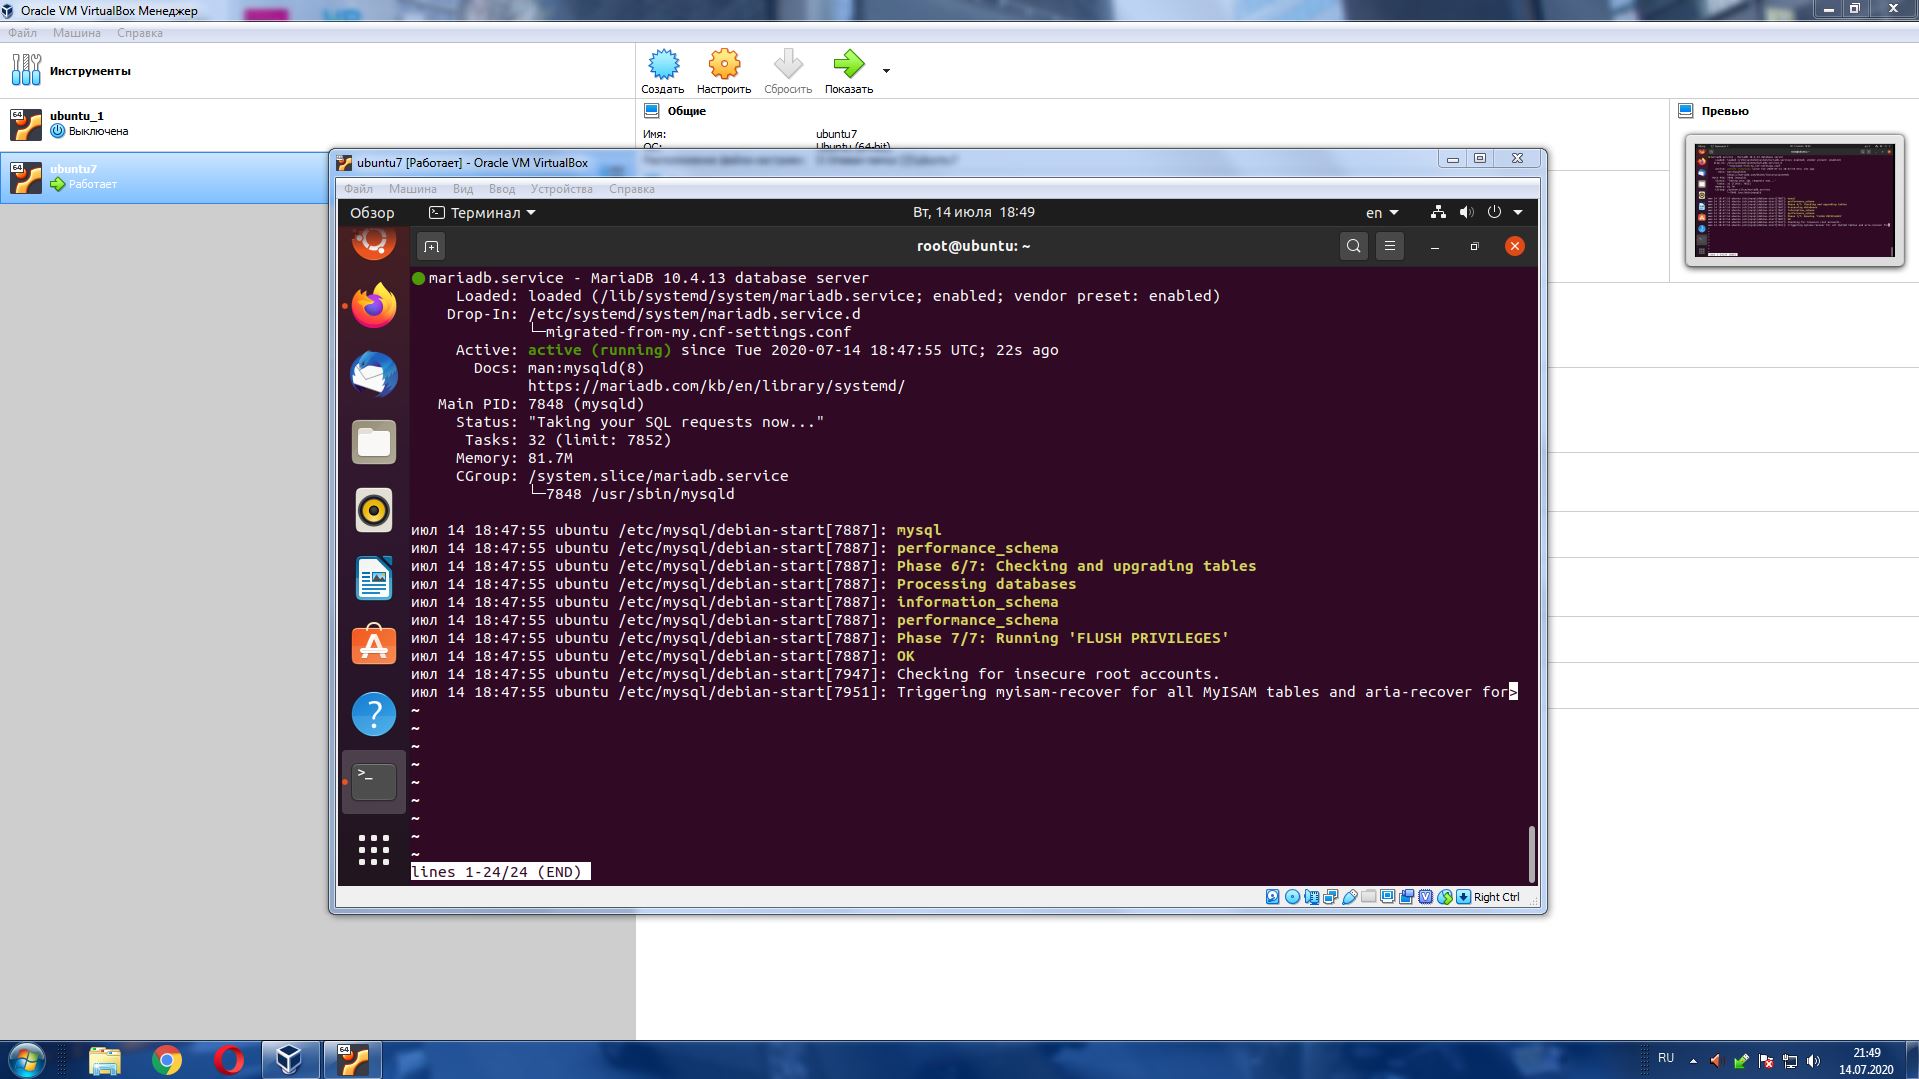 Oracle VM VirtualBox Менеджер
Файл Машина Справка
Инструменты
Создать Настроить Сбросить Показать
64 ubuntu_1
Выключена
64 ubuntu7
Работает
Общие
Имя: ubuntu7
ОС: Ubuntu (64-bit)
Превью
ubuntu7 [Работает] - Oracle VM VirtualBox
Файл Машина Вид Ввод Устройства Справка
Обзор Терминал Вт, 14 июля 18:49 en
root@ubuntu: ~
mariadb.service - MariaDB 10.4.13 database server
Loaded: loaded (/lib/systemd/system/mariadb.service; enabled; vendor preset: enabled)
Drop-In: /etc/systemd/system/mariadb.service.d
└─migrated-from-my.cnf-settings.conf
Active: active (running) since Tue 2020-07-14 18:47:55 UTC; 22s ago
Docs: man:mysqld(8)
https://mariadb.com/kb/en/library/systemd/
Main PID: 7848 (mysqld)
Status: "Taking your SQL requests now..."
Tasks: 32 (limit: 7852)
Memory: 81.7M
CGroup: /system.slice/mariadb.service
└─7848 /usr/sbin/mysqld
июл 14 18:47:55 ubuntu /etc/mysql/debian-start[7887]: mysql
июл 14 18:47:55 ubuntu /etc/mysql/debian-start[7887]: performance_schema
июл 14 18:47:55 ubuntu /etc/mysql/debian-start[7887]: Phase 6/7: Checking and upgrading tables
июл 14 18:47:55 ubuntu /etc/mysql/debian-start[7887]: Processing databases
июл 14 18:47:55 ubuntu /etc/mysql/debian-start[7887]: information_schema
июл 14 18:47:55 ubuntu /etc/mysql/debian-start[7887]: performance_schema
июл 14 18:47:55 ubuntu /etc/mysql/debian-start[7887]: Phase 7/7: Running 'FLUSH PRIVILEGES'
июл 14 18:47:55 ubuntu /etc/mysql/debian-start[7887]: OK
июл 14 18:47:55 ubuntu /etc/mysql/debian-start[7947]: Checking for insecure root accounts.
июл 14 18:47:55 ubuntu /etc/mysql/debian-start[7951]: Triggering myisam-recover for all MyISAM tables and aria-recover for>
~
~
~
~
~
~
~
~
~
lines 1-24/24 (END)
Right Ctrl
64
RU
21:49
14.07.2020